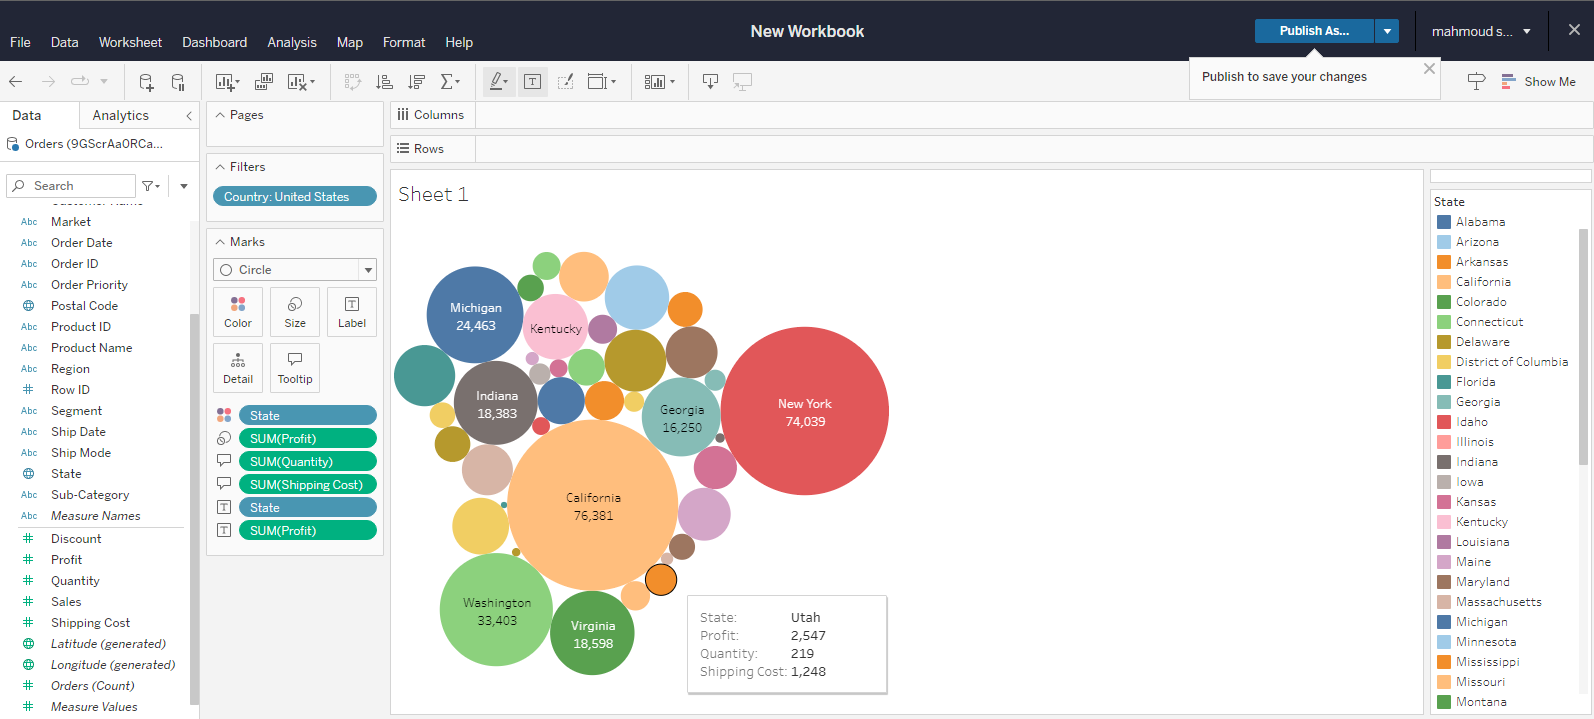 New Workbook
Publish As...
mahmoud s...
File Data Worksheet Dashboard Analysis Map Format Help
Publish to save your changes
Show Me
Data Analytics
Orders (9GScrAa0RCa...
Search
Market
Abc Order Date
Abc Order ID
Abc Order Priority
Postal Code
Abc Product ID
Abc Product Name
Abc Region
Row ID
Abc Segment
Abc Ship Date
Abc Ship Mode
State
Abc Sub-Category
Abc Measure Names
Discount
Profit
Quantity
Sales
Shipping Cost
Latitude (generated)
Longitude (generated)
Orders (Count)
Measure Values
Pages
Filters
Country: United States
Marks
Circle
Color Size Label
Detail Tooltip
State
SUM(Profit)
SUM(Quantity)
SUM(Shipping Cost)
State
SUM(Profit)
Columns
Rows
Sheet 1
Michigan
24,463
Kentucky
Indiana
18,383
Georgia
16,250
New York
74,039
California
76,381
Washington
33,403
Virginia
18,598
State: Utah
Profit: 2,547
Quantity: 219
Shipping Cost: 1,248
State
Alabama
Arizona
Arkansas
California
Colorado
Connecticut
Delaware
District of Columbia
Florida
Georgia
Idaho
Illinois
Indiana
Iowa
Kansas
Kentucky
Louisiana
Maine
Maryland
Massachusetts
Michigan
Minnesota
Mississippi
Missouri
Montana